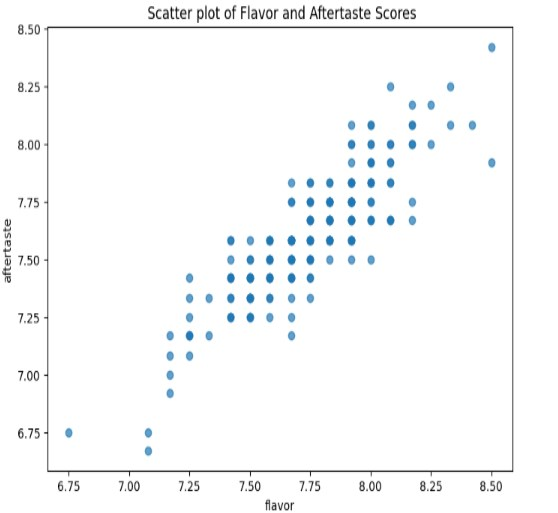 Scatter plot of Flavor and Aftertaste Scores
8.50
8.25
8.00
7.75
7.50
7.25
7.00
6.75
aftertaste
6.75 7.00 7.25 7.50 7.75 8.00 8.25 8.50
flavor